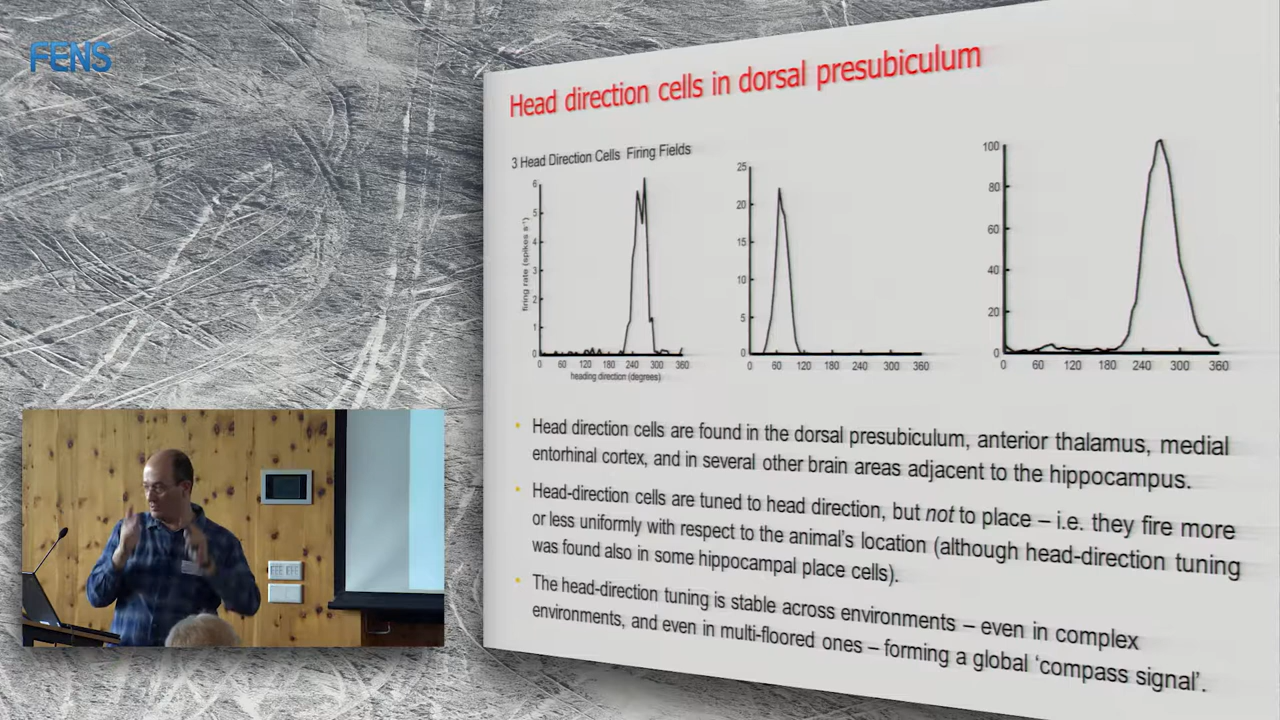 FENS
Head direction cells in dorsal presubiculum
3 Head Direction Cells Firing Fields
6
5
4
3
2
1
0
firing rate (spikes s⁻¹)
0 60 120 180 240 300 360
heading direction (degrees)
25
20
15
10
5
0
0 60 120 180 240 300 360
100
80
60
40
20
0
0 60 120 180 240 300 360
• Head direction cells are found in the dorsal presubiculum, anterior thalamus, medial
entorhinal cortex, and in several other brain areas adjacent to the hippocampus.
• Head-direction cells are tuned to head direction, but not to place – i.e. they fire more
or less uniformly with respect to the animal's location (although head-direction tuning
was found also in some hippocampal place cells).
• The head-direction tuning is stable across environments – even in complex
environments, and even in multi-floored ones – forming a global 'compass signal'.